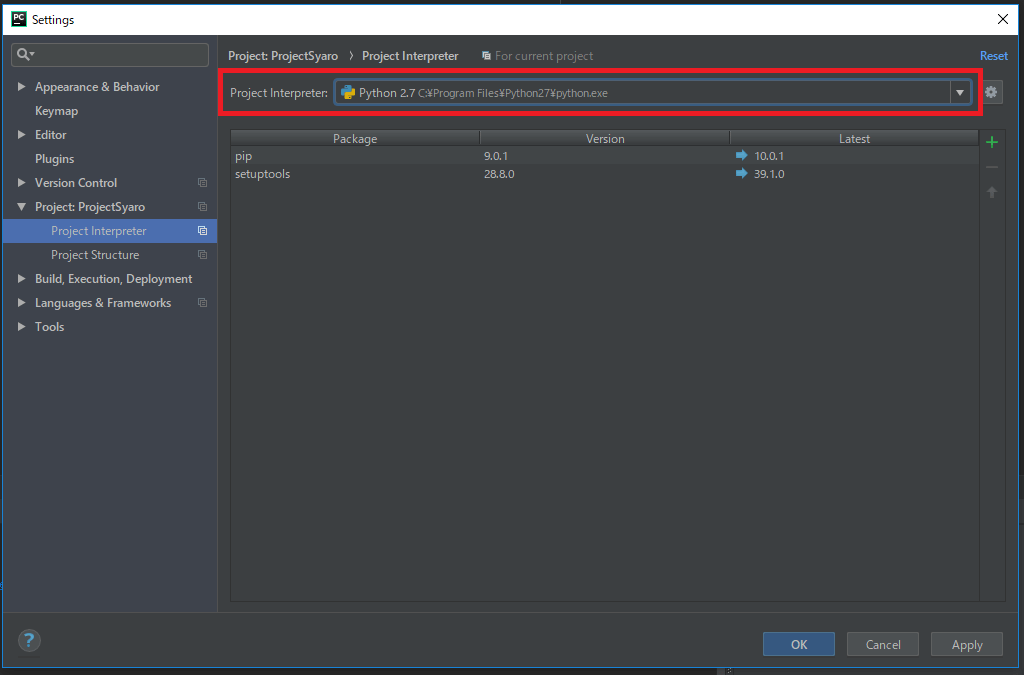 PC Settings
Project: ProjectSyaro › Project Interpreter For current project Reset
Project Interpreter: Python 2.7 C:¥Program Files¥Python27¥python.exe
Appearance & Behavior
Keymap
Editor
Plugins
Version Control
Project: ProjectSyaro
Project Interpreter
Project Structure
Build, Execution, Deployment
Languages & Frameworks
Tools
Package Version Latest
pip 9.0.1 10.0.1
setuptools 28.8.0 39.1.0
? OK Cancel Apply